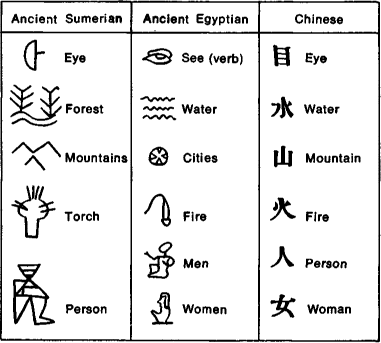 Ancient Sumerian
Eye
Forest
Mountains
Torch
Person
Ancient Egyptian
See (verb)
Water
Cities
Fire
Men
Women
Chinese
目 Eye
水 Water
山 Mountain
火 Fire
人 Person
女 Woman